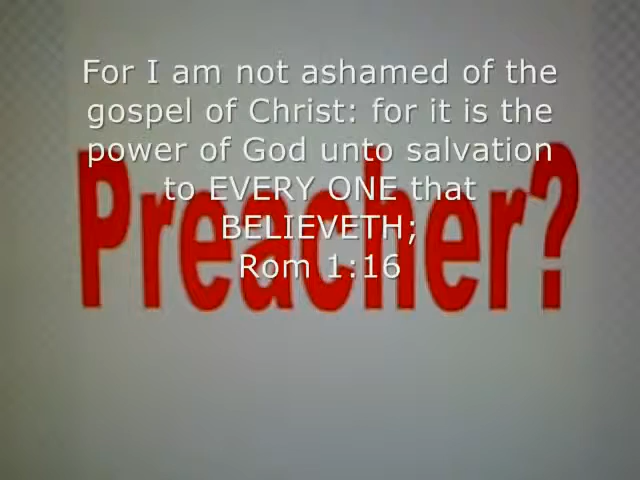 For I am not ashamed of the
gospel of Christ: for it is the
power of God unto salvation
to EVERY ONE that
BELIEVETH;
Rom 1:16
Preacher?